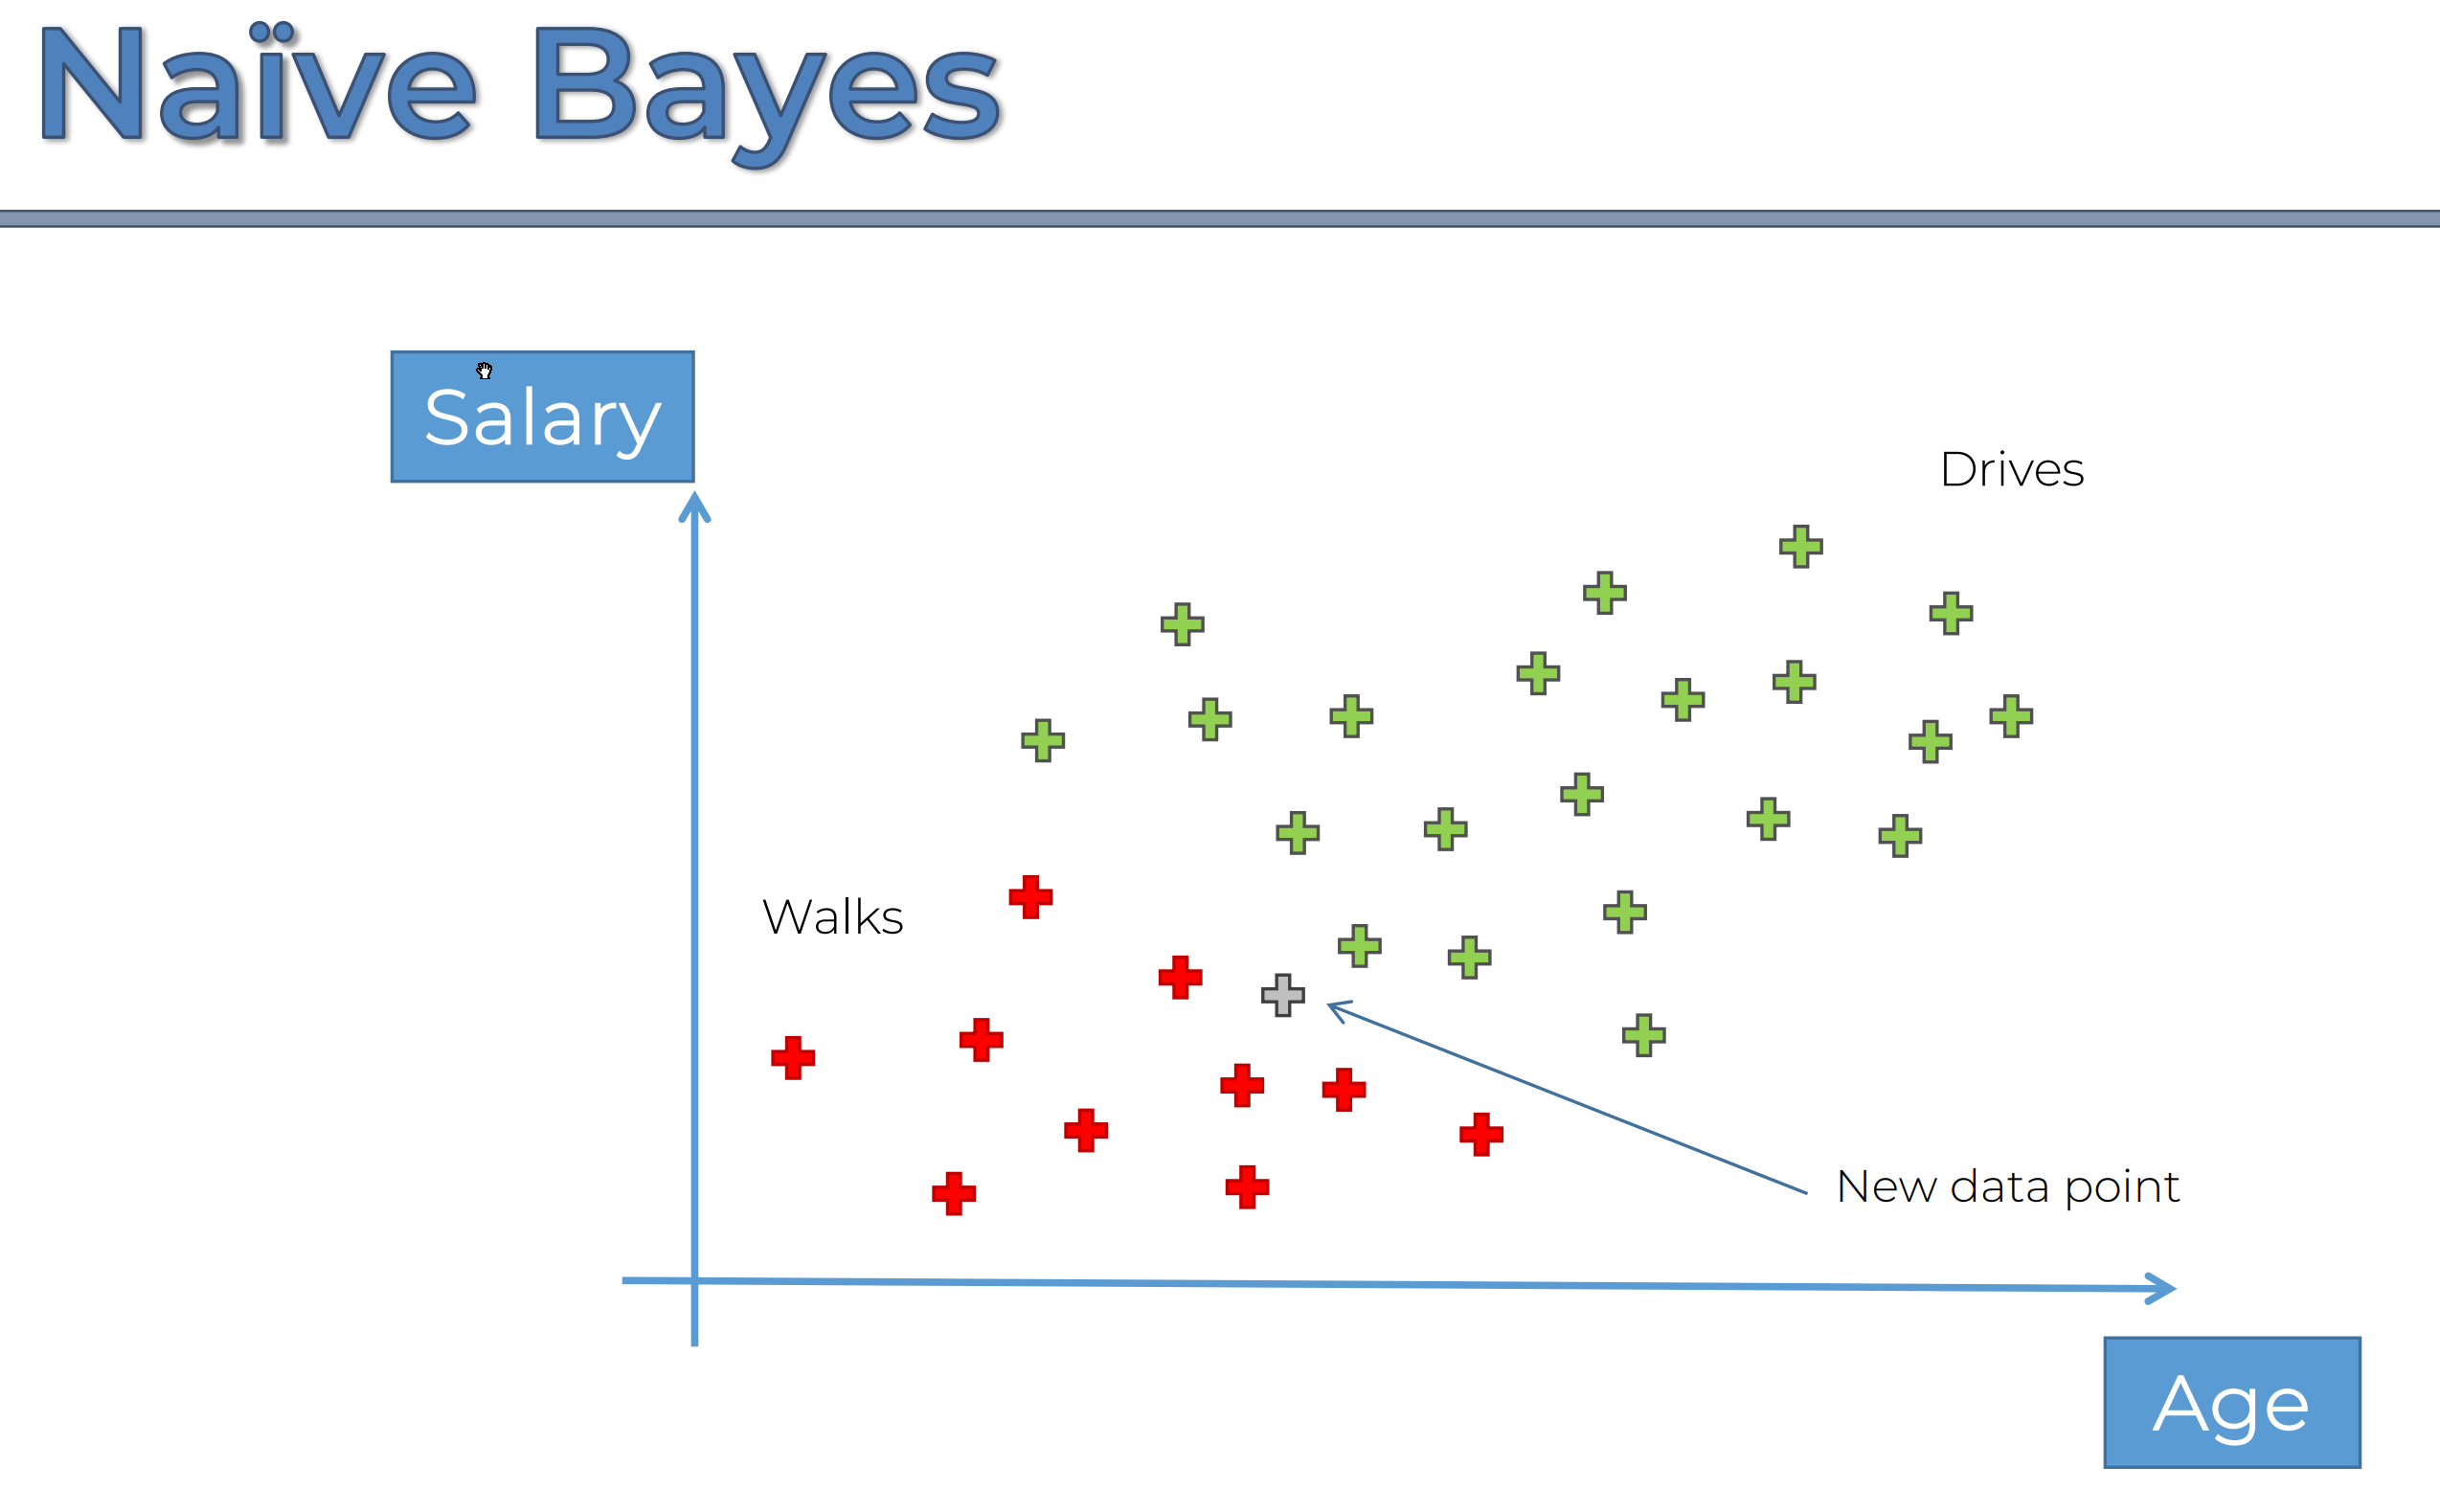 Naïve Bayes
Salary
Drives
Walks
New data point
Age